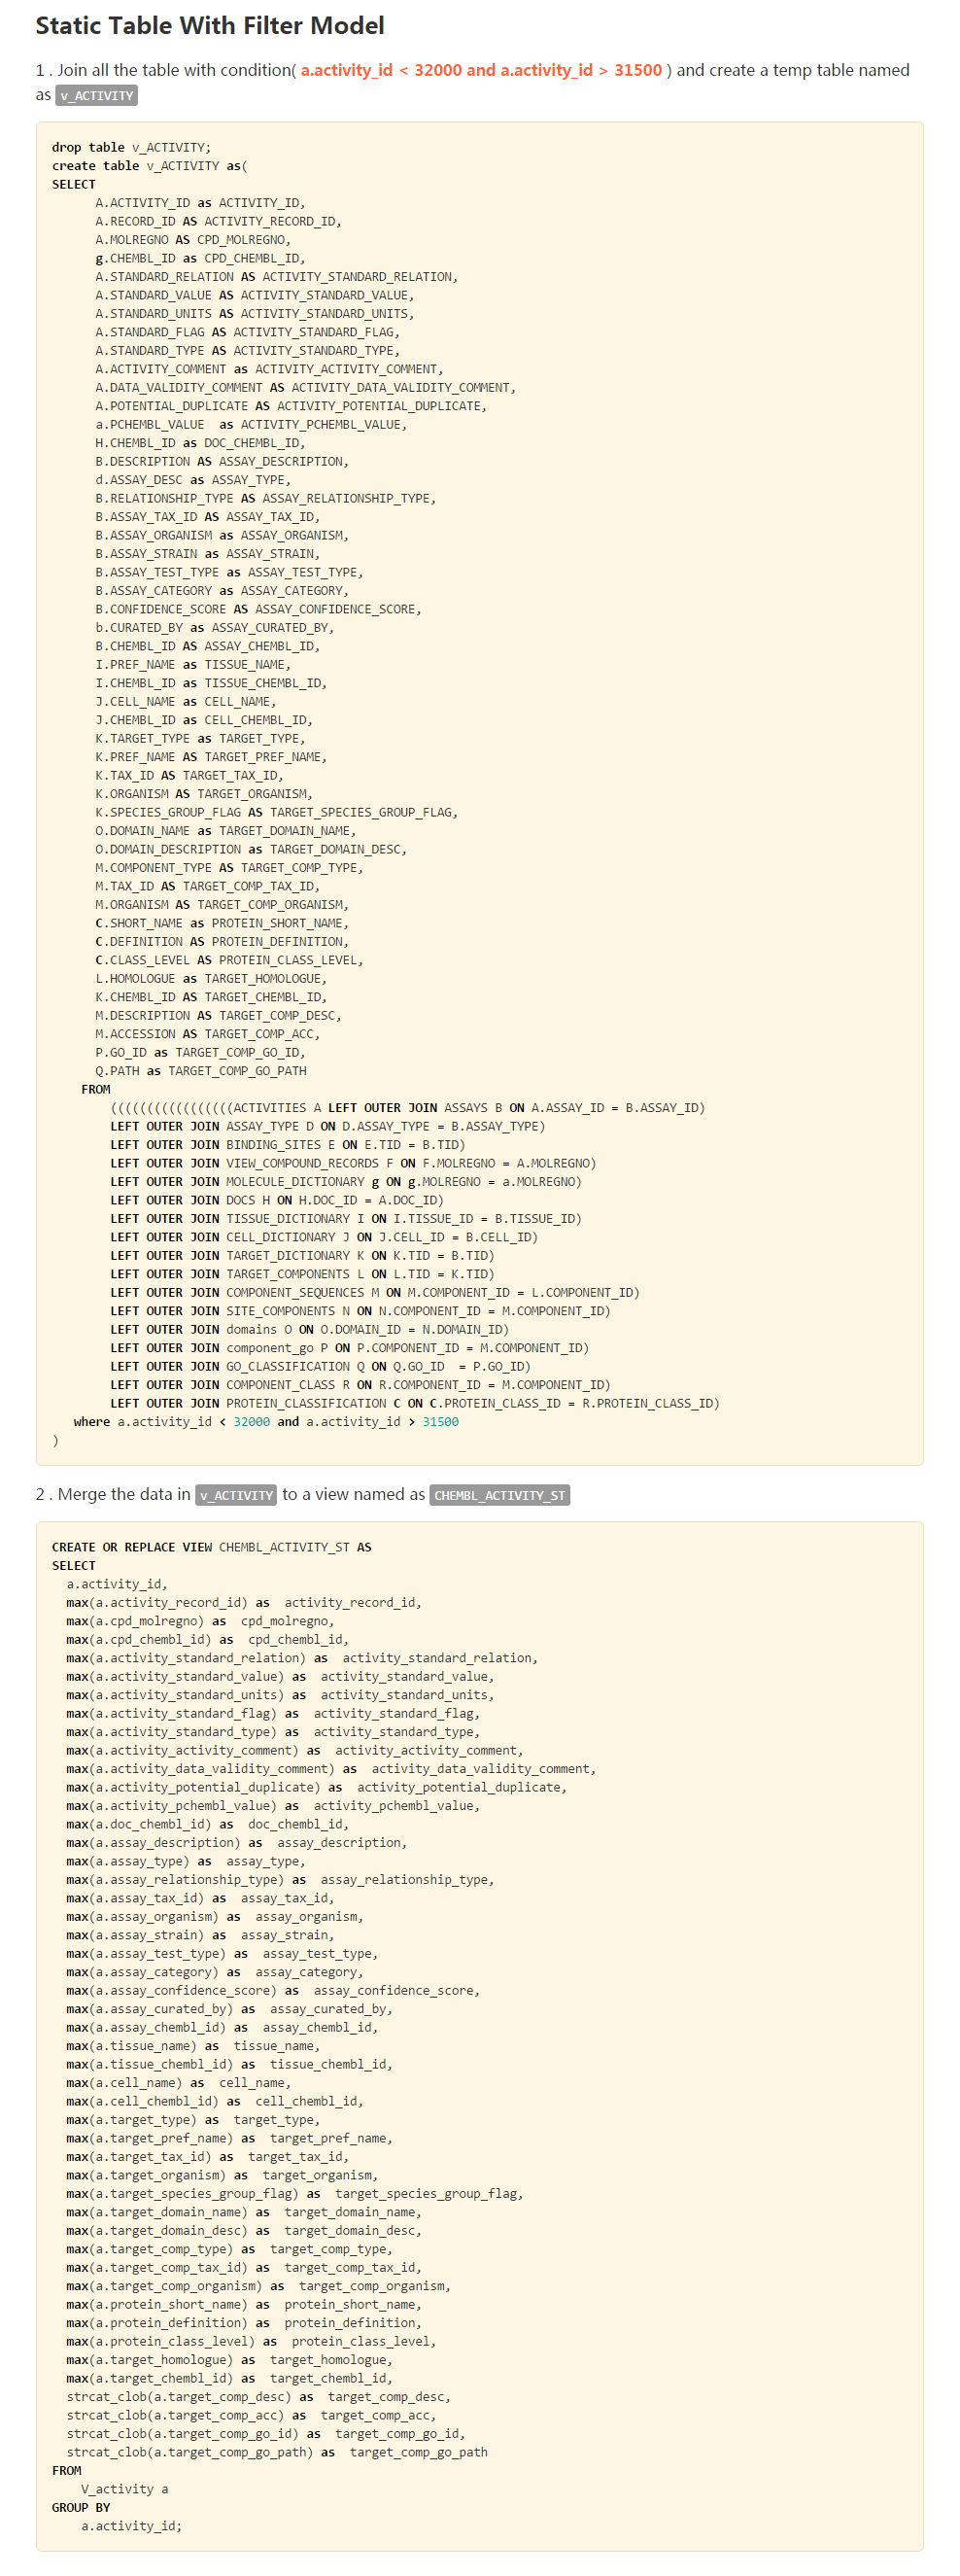 Static Table With Filter Model
1 . Join all the table with condition( a.activity_id < 32000 and a.activity_id > 31500 ) and create a temp table named
as v_ACTIVITY
drop table v_ACTIVITY;
create table v_ACTIVITY as(
SELECT
      A.ACTIVITY_ID as ACTIVITY_ID,
      A.RECORD_ID AS ACTIVITY_RECORD_ID,
      A.MOLREGNO AS CPD_MOLREGNO,
      g.CHEMBL_ID as CPD_CHEMBL_ID,
      A.STANDARD_RELATION AS ACTIVITY_STANDARD_RELATION,
      A.STANDARD_VALUE AS ACTIVITY_STANDARD_VALUE,
      A.STANDARD_UNITS AS ACTIVITY_STANDARD_UNITS,
      A.STANDARD_FLAG AS ACTIVITY_STANDARD_FLAG,
      A.STANDARD_TYPE AS ACTIVITY_STANDARD_TYPE,
      A.ACTIVITY_COMMENT as ACTIVITY_ACTIVITY_COMMENT,
      A.DATA_VALIDITY_COMMENT AS ACTIVITY_DATA_VALIDITY_COMMENT,
      A.POTENTIAL_DUPLICATE AS ACTIVITY_POTENTIAL_DUPLICATE,
      a.PCHEMBL_VALUE  as ACTIVITY_PCHEMBL_VALUE,
      H.CHEMBL_ID as DOC_CHEMBL_ID,
      B.DESCRIPTION AS ASSAY_DESCRIPTION,
      d.ASSAY_DESC as ASSAY_TYPE,
      B.RELATIONSHIP_TYPE AS ASSAY_RELATIONSHIP_TYPE,
      B.ASSAY_TAX_ID AS ASSAY_TAX_ID,
      B.ASSAY_ORGANISM as ASSAY_ORGANISM,
      B.ASSAY_STRAIN as ASSAY_STRAIN,
      B.ASSAY_TEST_TYPE as ASSAY_TEST_TYPE,
      B.ASSAY_CATEGORY as ASSAY_CATEGORY,
      B.CONFIDENCE_SCORE AS ASSAY_CONFIDENCE_SCORE,
      b.CURATED_BY as ASSAY_CURATED_BY,
      B.CHEMBL_ID AS ASSAY_CHEMBL_ID,
      I.PREF_NAME as TISSUE_NAME,
      I.CHEMBL_ID as TISSUE_CHEMBL_ID,
      J.CELL_NAME as CELL_NAME,
      J.CHEMBL_ID as CELL_CHEMBL_ID,
      K.TARGET_TYPE as TARGET_TYPE,
      K.PREF_NAME AS TARGET_PREF_NAME,
      K.TAX_ID AS TARGET_TAX_ID,
      K.ORGANISM AS TARGET_ORGANISM,
      K.SPECIES_GROUP_FLAG AS TARGET_SPECIES_GROUP_FLAG,
      O.DOMAIN_NAME as TARGET_DOMAIN_NAME,
      O.DOMAIN_DESCRIPTION as TARGET_DOMAIN_DESC,
      M.COMPONENT_TYPE AS TARGET_COMP_TYPE,
      M.TAX_ID AS TARGET_COMP_TAX_ID,
      M.ORGANISM AS TARGET_COMP_ORGANISM,
      C.SHORT_NAME as PROTEIN_SHORT_NAME,
      C.DEFINITION AS PROTEIN_DEFINITION,
      C.CLASS_LEVEL AS PROTEIN_CLASS_LEVEL,
      L.HOMOLOGUE as TARGET_HOMOLOGUE,
      K.CHEMBL_ID AS TARGET_CHEMBL_ID,
      M.DESCRIPTION AS TARGET_COMP_DESC,
      M.ACCESSION AS TARGET_COMP_ACC,
      P.GO_ID as TARGET_COMP_GO_ID,
      Q.PATH as TARGET_COMP_GO_PATH
    FROM
        (((((((((((((((((ACTIVITIES A LEFT OUTER JOIN ASSAYS B ON A.ASSAY_ID = B.ASSAY_ID)
        LEFT OUTER JOIN ASSAY_TYPE D ON D.ASSAY_TYPE = B.ASSAY_TYPE)
        LEFT OUTER JOIN BINDING_SITES E ON E.TID = B.TID)
        LEFT OUTER JOIN VIEW_COMPOUND_RECORDS F ON F.MOLREGNO = A.MOLREGNO)
        LEFT OUTER JOIN MOLECULE_DICTIONARY g ON g.MOLREGNO = a.MOLREGNO)
        LEFT OUTER JOIN DOCS H ON H.DOC_ID = A.DOC_ID)
        LEFT OUTER JOIN TISSUE_DICTIONARY I ON I.TISSUE_ID = B.TISSUE_ID)
        LEFT OUTER JOIN CELL_DICTIONARY J ON J.CELL_ID = B.CELL_ID)
        LEFT OUTER JOIN TARGET_DICTIONARY K ON K.TID = B.TID)
        LEFT OUTER JOIN TARGET_COMPONENTS L ON L.TID = K.TID)
        LEFT OUTER JOIN COMPONENT_SEQUENCES M ON M.COMPONENT_ID = L.COMPONENT_ID)
        LEFT OUTER JOIN SITE_COMPONENTS N ON N.COMPONENT_ID = M.COMPONENT_ID)
        LEFT OUTER JOIN domains O ON O.DOMAIN_ID = N.DOMAIN_ID)
        LEFT OUTER JOIN component_go P ON P.COMPONENT_ID = M.COMPONENT_ID)
        LEFT OUTER JOIN GO_CLASSIFICATION Q ON Q.GO_ID  = P.GO_ID)
        LEFT OUTER JOIN COMPONENT_CLASS R ON R.COMPONENT_ID = M.COMPONENT_ID)
        LEFT OUTER JOIN PROTEIN_CLASSIFICATION C ON C.PROTEIN_CLASS_ID = R.PROTEIN_CLASS_ID)
   where a.activity_id < 32000 and a.activity_id > 31500
)
2 . Merge the data in v_ACTIVITY to a view named as CHEMBL_ACTIVITY_ST
CREATE OR REPLACE VIEW CHEMBL_ACTIVITY_ST AS
SELECT
  a.activity_id,
  max(a.activity_record_id) as  activity_record_id,
  max(a.cpd_molregno) as  cpd_molregno,
  max(a.cpd_chembl_id) as  cpd_chembl_id,
  max(a.activity_standard_relation) as  activity_standard_relation,
  max(a.activity_standard_value) as  activity_standard_value,
  max(a.activity_standard_units) as  activity_standard_units,
  max(a.activity_standard_flag) as  activity_standard_flag,
  max(a.activity_standard_type) as  activity_standard_type,
  max(a.activity_activity_comment) as  activity_activity_comment,
  max(a.activity_data_validity_comment) as  activity_data_validity_comment,
  max(a.activity_potential_duplicate) as  activity_potential_duplicate,
  max(a.activity_pchembl_value) as  activity_pchembl_value,
  max(a.doc_chembl_id) as  doc_chembl_id,
  max(a.assay_description) as  assay_description,
  max(a.assay_type) as  assay_type,
  max(a.assay_relationship_type) as  assay_relationship_type,
  max(a.assay_tax_id) as  assay_tax_id,
  max(a.assay_organism) as  assay_organism,
  max(a.assay_strain) as  assay_strain,
  max(a.assay_test_type) as  assay_test_type,
  max(a.assay_category) as  assay_category,
  max(a.assay_confidence_score) as  assay_confidence_score,
  max(a.assay_curated_by) as  assay_curated_by,
  max(a.assay_chembl_id) as  assay_chembl_id,
  max(a.tissue_name) as  tissue_name,
  max(a.tissue_chembl_id) as  tissue_chembl_id,
  max(a.cell_name) as  cell_name,
  max(a.cell_chembl_id) as  cell_chembl_id,
  max(a.target_type) as  target_type,
  max(a.target_pref_name) as  target_pref_name,
  max(a.target_tax_id) as  target_tax_id,
  max(a.target_organism) as  target_organism,
  max(a.target_species_group_flag) as  target_species_group_flag,
  max(a.target_domain_name) as  target_domain_name,
  max(a.target_domain_desc) as  target_domain_desc,
  max(a.target_comp_type) as  target_comp_type,
  max(a.target_comp_tax_id) as  target_comp_tax_id,
  max(a.target_comp_organism) as  target_comp_organism,
  max(a.protein_short_name) as  protein_short_name,
  max(a.protein_definition) as  protein_definition,
  max(a.protein_class_level) as  protein_class_level,
  max(a.target_homologue) as  target_homologue,
  max(a.target_chembl_id) as  target_chembl_id,
  strcat_clob(a.target_comp_desc) as  target_comp_desc,
  strcat_clob(a.target_comp_acc) as  target_comp_acc,
  strcat_clob(a.target_comp_go_id) as  target_comp_go_id,
  strcat_clob(a.target_comp_go_path) as  target_comp_go_path
FROM
    V_activity a
GROUP BY
    a.activity_id;